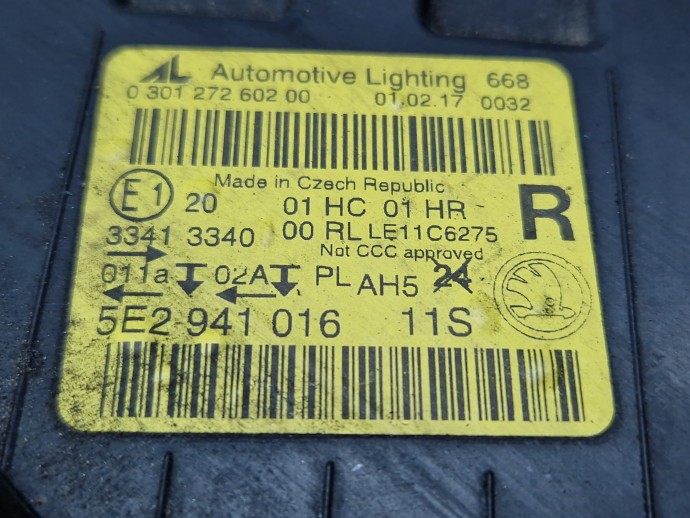 AL Automotive Lighting 668
0 301 272 602 00 01.02.17 0032
Made in Czech Republic
E1 20 01 HC 01 HR R
3341 3340 00 RL LE11C6275
Not CCC approved
011a 02A PL AH5 24
5E2 941 016 11S